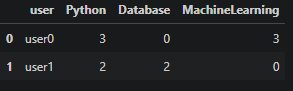 user Python Database MachineLearning
0 user0 3 0 3
1 user1 2 2 0